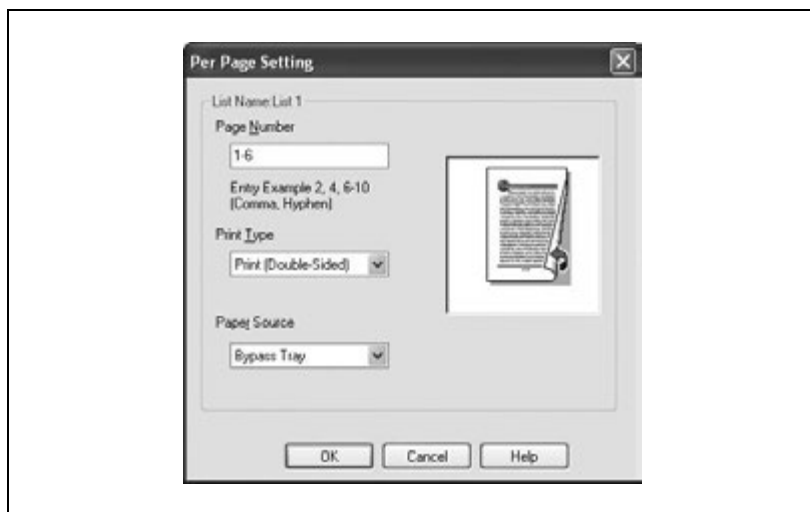 Per Page Setting
List Name:List 1
Page Number
1-6
Entry Example 2, 4, 6-10
(Comma, Hyphen)
Print Type
Print (Double-Sided)
Paper Source
Bypass Tray
OK Cancel Help